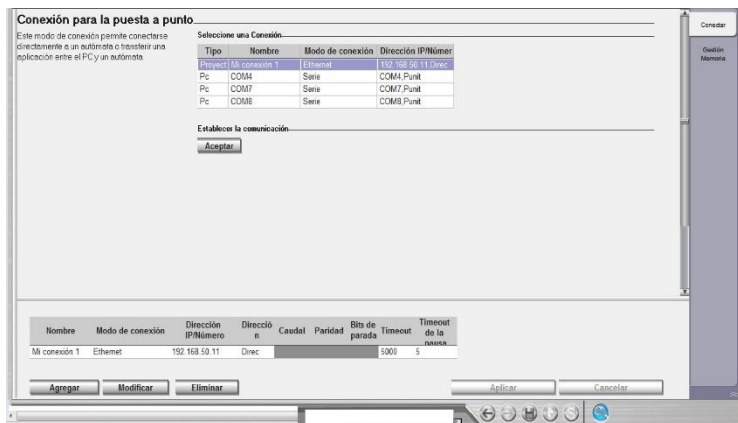 Conexión para la puesta a punto
Este modo de conexión permite conectarse
directamente a un autómata o transferir una
aplicación entre el PC y un autómata
Seleccione una Conexión
Tipo Nombre Modo de conexión Dirección IP/Númer
Proyect Mi conexión 1 Ethernet 192.168.50.11,Direc
Pc COM4 Serie COM4,Punit
Pc COM7 Serie COM7,Punit
Pc COM8 Serie COM8,Punit
Establecer la comunicación
Aceptar
Conectar
Gestión
Memoria
Nombre Modo de conexión Dirección IP/Número Direcció n Caudal Paridad Bits de parada Timeout Timeout de la pausa
Mi conexión 1 Ethernet 192.168.50.11 Direc 5000 5
Agregar Modificar Eliminar Aplicar Cancelar